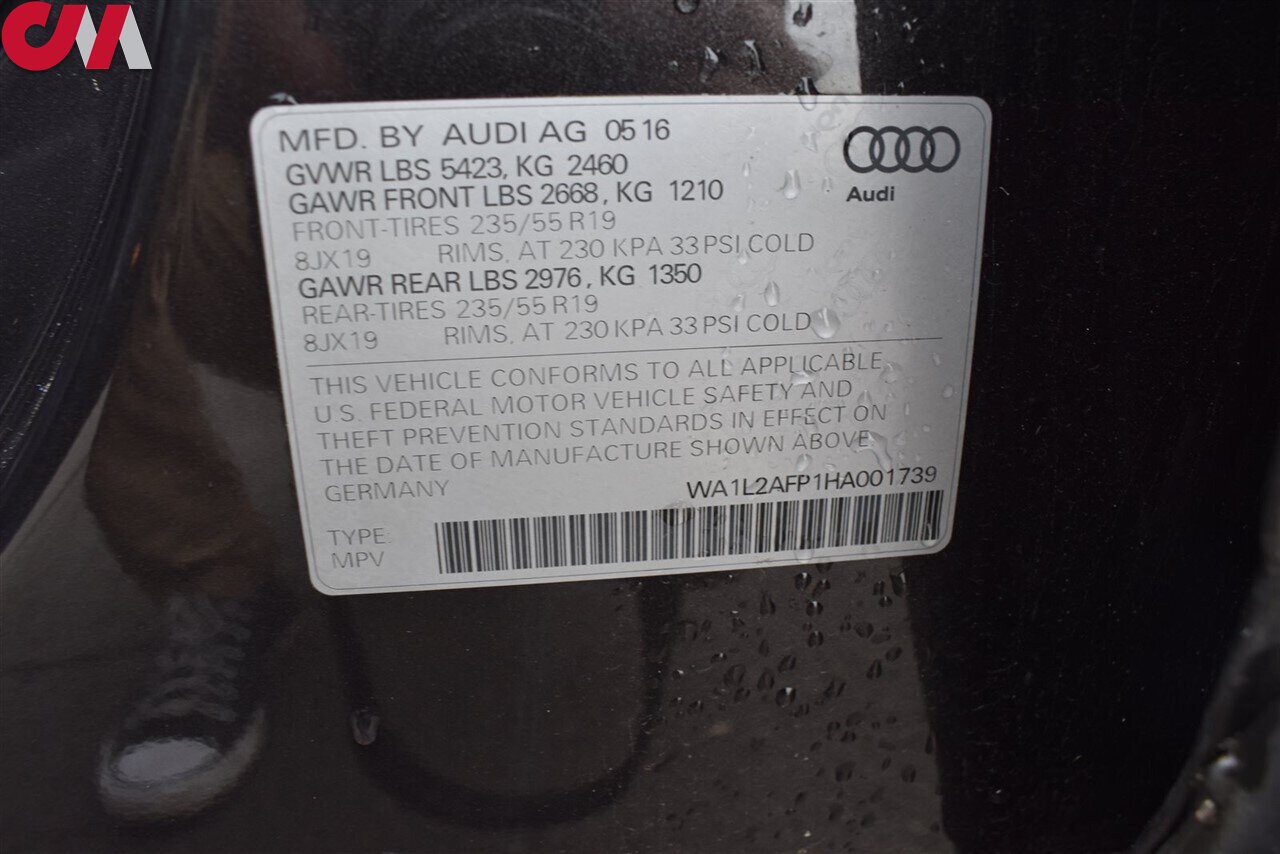 CM
MFD. BY AUDI AG 05 16
GVWR LBS 5423, KG 2460
GAWR FRONT LBS 2668, KG 1210
FRONT-TIRES 235/55 R19
8JX19 RIMS, AT 230 KPA 33 PSI COLD
GAWR REAR LBS 2976, KG 1350
REAR-TIRES 235/55 R19
8JX19 RIMS, AT 230 KPA 33 PSI COLD
Audi
THIS VEHICLE CONFORMS TO ALL APPLICABLE
U.S. FEDERAL MOTOR VEHICLE SAFETY AND
THEFT PREVENTION STANDARDS IN EFFECT ON
THE DATE OF MANUFACTURE SHOWN ABOVE.
GERMANY WA1L2AFP1HA001739
TYPE:
MPV